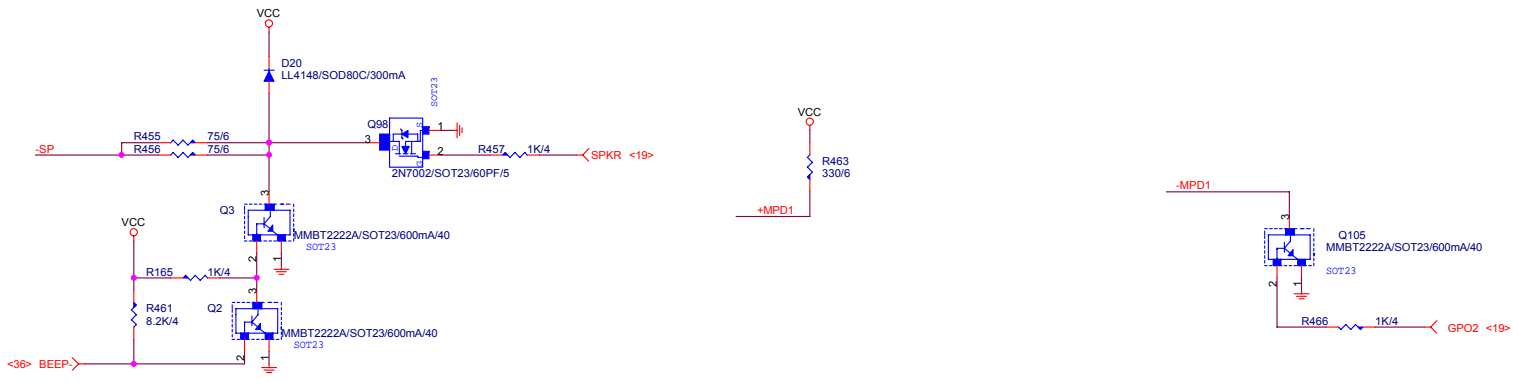 VCC
D20
LL4148/SOD80C/300mA
SOT23
Q98
3
D
S
G
1
2
2N7002/SOT23/60PF/5
R457
1K/4
SPKR <19>
R455
75/6
R456
75/6
-SP
3
Q3
MMBT2222A/SOT23/600mA/40
SOT23
2
1
VCC
R165
1K/4
R461
8.2K/4
3
Q2
MMBT2222A/SOT23/600mA/40
SOT23
2
1
<36> BEEP-
VCC
R463
330/6
+MPD1
-MPD1
3
Q105
MMBT2222A/SOT23/600mA/40
SOT23
2
1
R466
1K/4
GPO2 <19>